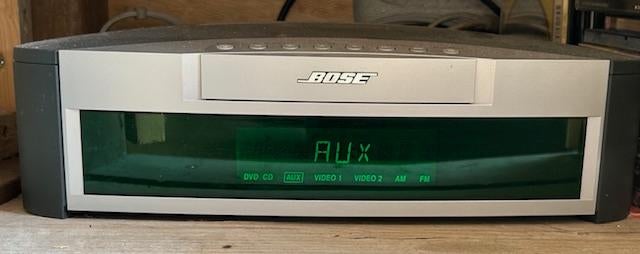 BOSE
AUX
DVD CD AUX VIDEO 1 VIDEO 2 AM FM